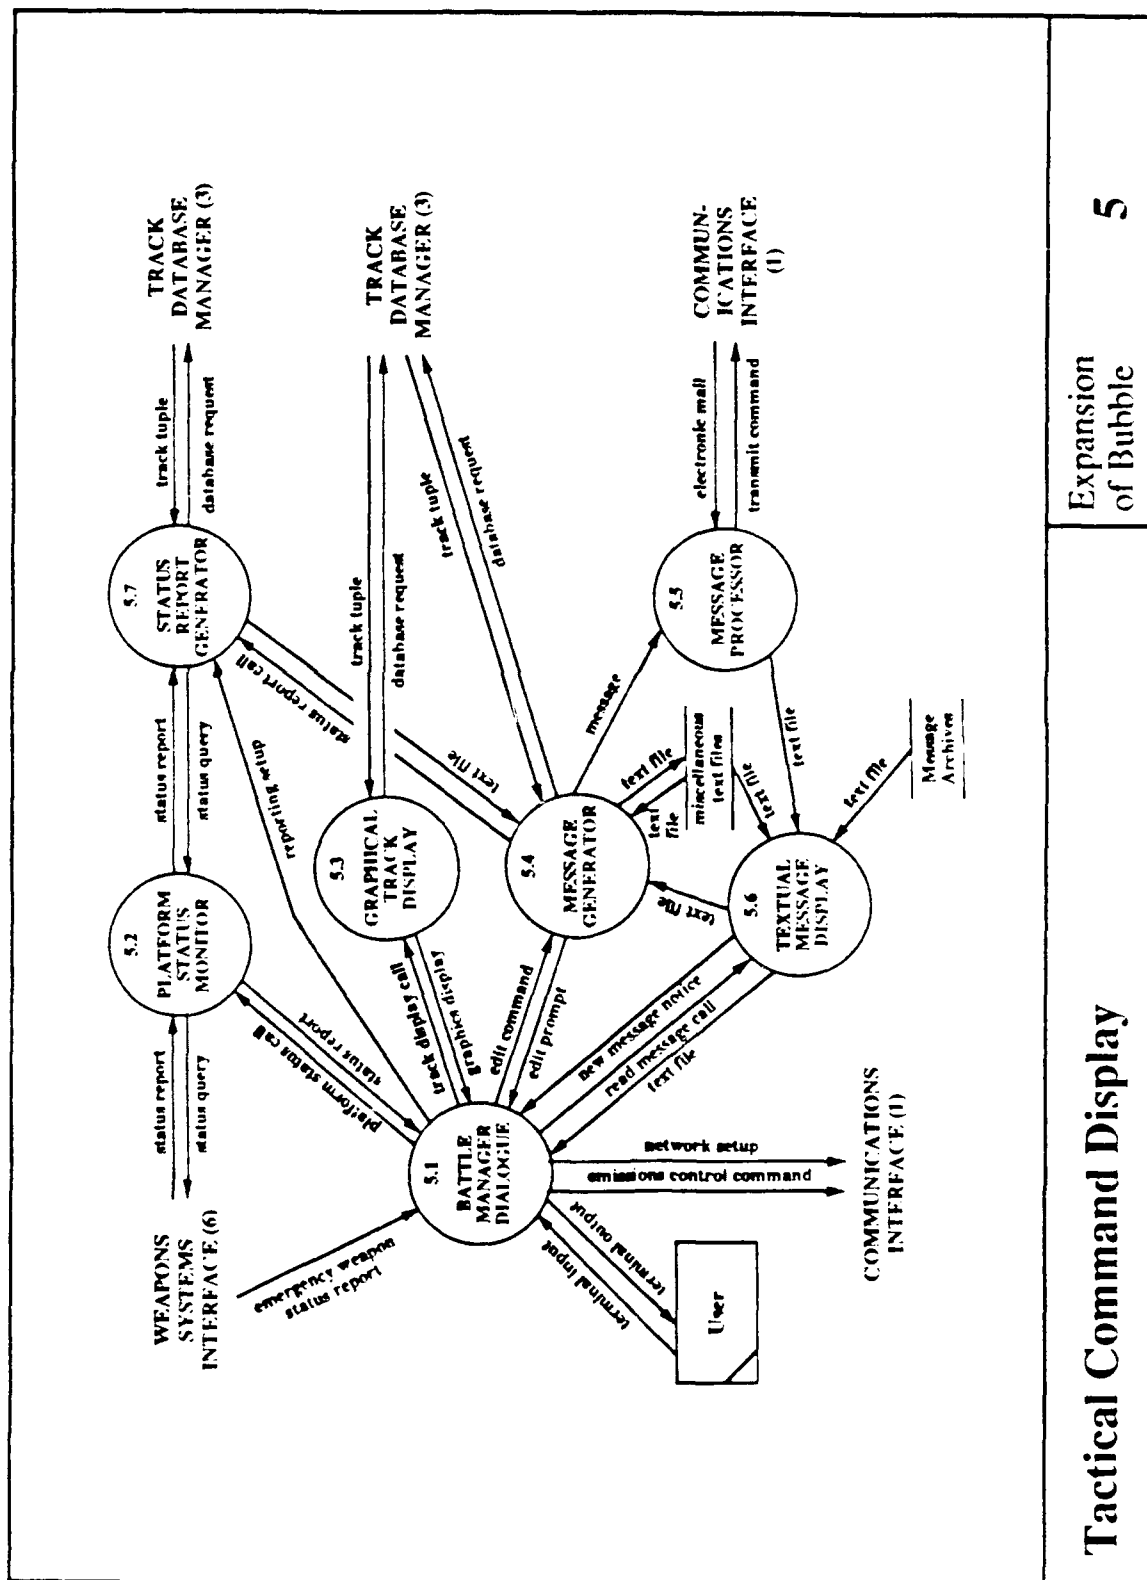 WEAPONS
SYSTEMS
INTERFACE (6)
status report
status query
5.2
PLATFORM
STATUS
MONITOR
status report
status query
5.7
STATUS
REPORT
GENERATOR
track tuple
database request
TRACK
DATABASE
MANAGER (3)
emergency weapon
status report
platform status call
status report
reporting setup
status report call
text file
5.3
GRAPHICAL
TRACK
DISPLAY
track tuple
database request
TRACK
DATABASE
MANAGER (3)
track display call
graphics display
5.1
BATTLE
MANAGER
DIALOGUE
edit command
edit prompt
5.4
MESSAGE
GENERATOR
track tuple
database request
terminal input
terminal output
User
network setup
emissions control command
COMMUNICATIONS
INTERFACE (1)
new message notice
read message call
text file
text file
text
file
text file
miscellaneous
text files
text file
message
5.5
MESSAGE
PROCESSOR
electronic mail
transmit command
COMMUN-
ICATIONS
INTERFACE
(1)
text file
5.6
TEXTUAL
MESSAGE
DISPLAY
text file
Message
Archives
Tactical Command Display
Expansion
of Bubble
5